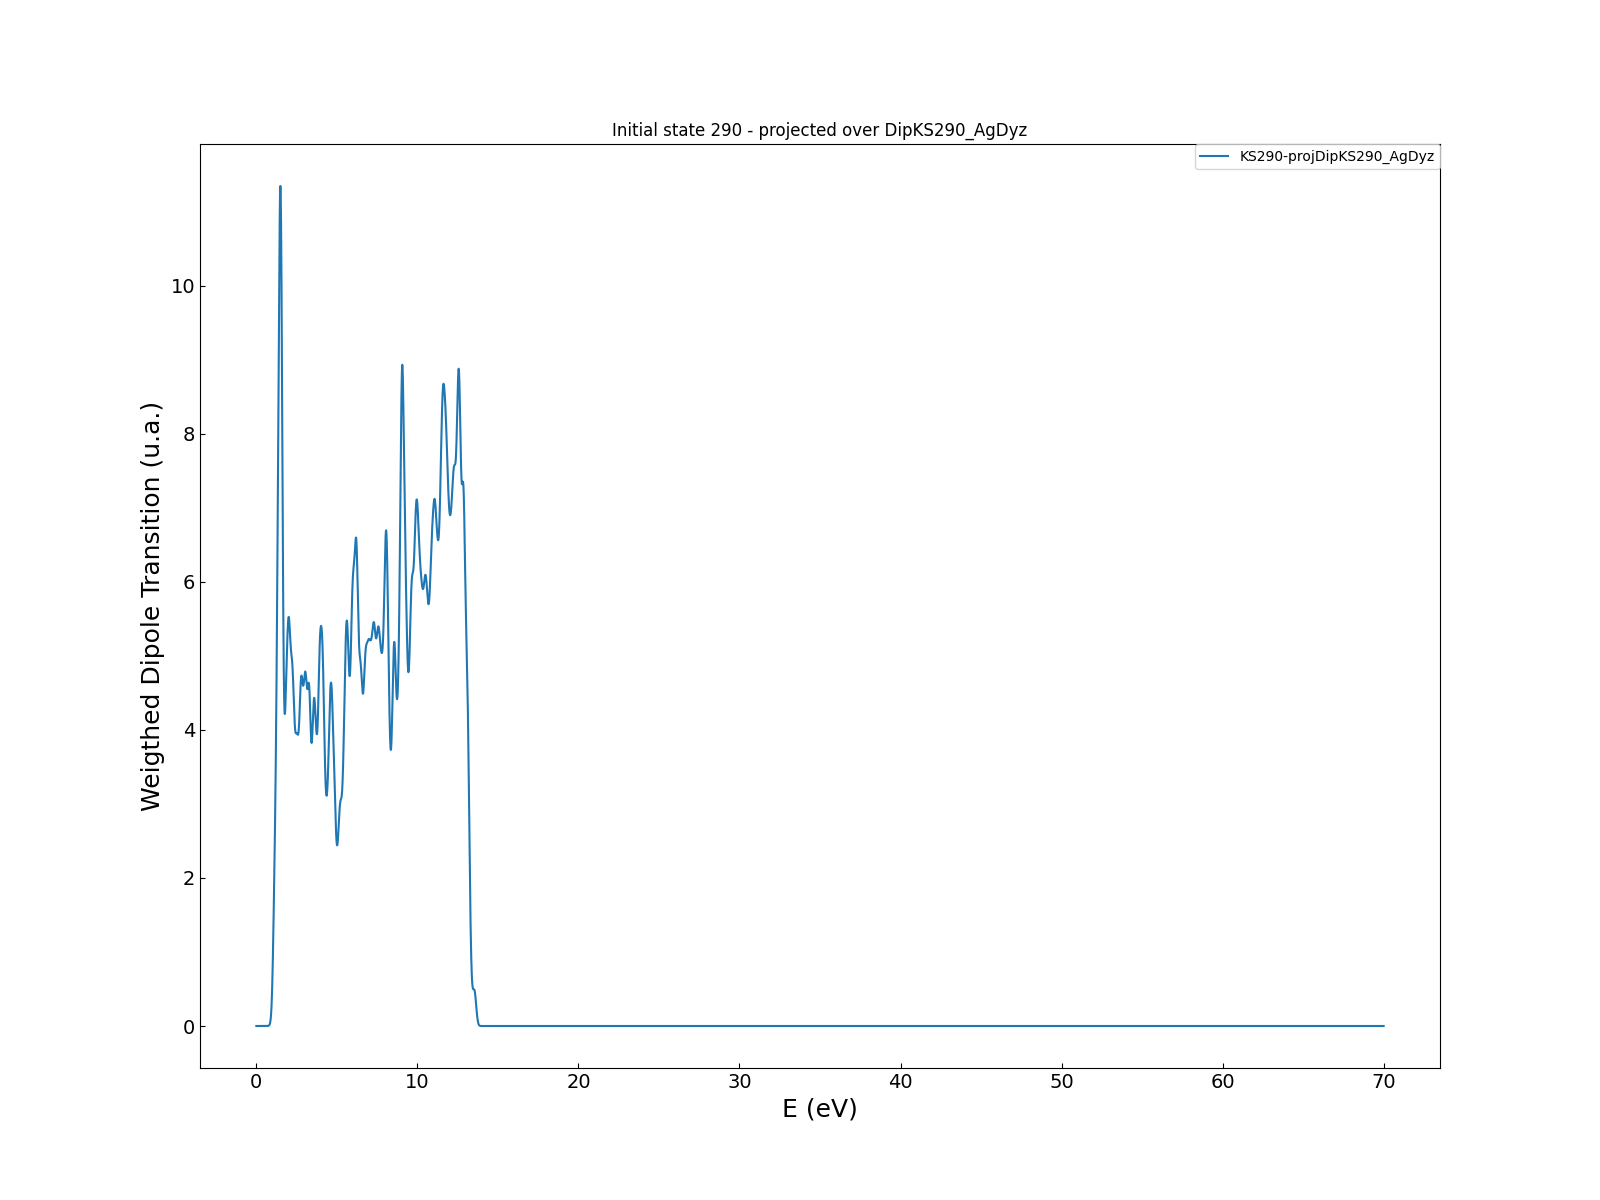 Initial state 290 - projected over DipKS290_AgDyz
KS290-projDipKS290_AgDyz
Weigthed Dipole Transition (u.a.)
10
8
6
4
2
0
0 10 20 30 40 50 60 70
E (eV)